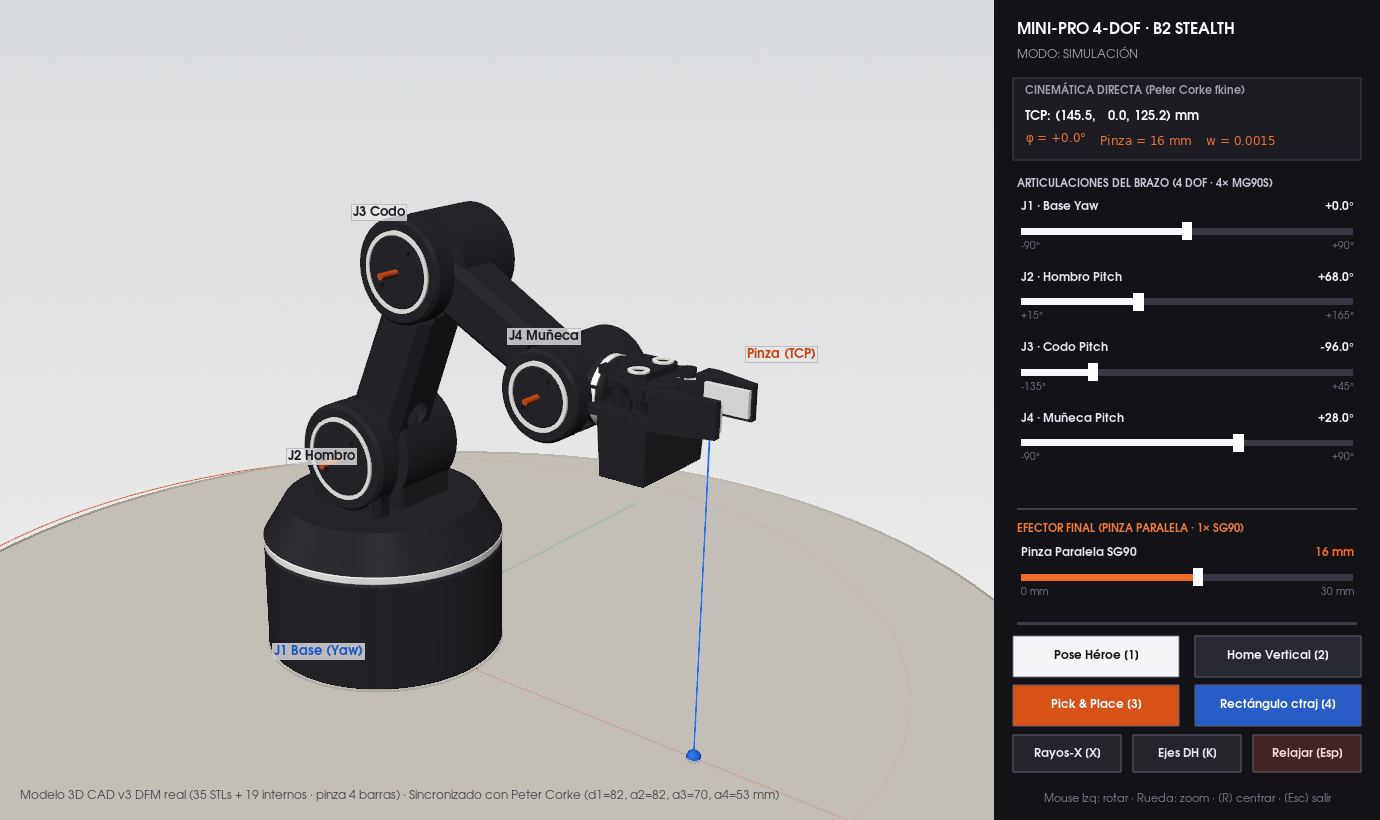 J3 Codo
J4 Muñeca
Pinza (TCP)
J2 Hombro
J1 Base (Yaw)
Modelo 3D CAD v3 DFM real (35 STLs + 19 internos · pinza 4 barras) · Sincronizado con Peter Corke (d1=82, a2=82, a3=70, a4=53 mm)
MINI-PRO 4-DOF · B2 STEALTH
MODO: SIMULACIÓN
CINEMÁTICA DIRECTA (Peter Corke fkine)
TCP: (145.5, 0.0, 125.2) mm
φ = +0.0° Pinza = 16 mm w = 0.0015
ARTICULACIONES DEL BRAZO (4 DOF · 4× MG90S)
J1 · Base Yaw +0.0°
-90° +90°
J2 · Hombro Pitch +68.0°
+15° +165°
J3 · Codo Pitch -96.0°
-135° +45°
J4 · Muñeca Pitch +28.0°
-90° +90°
EFECTOR FINAL (PINZA PARALELA · 1× SG90)
Pinza Paralela SG90 16 mm
0 mm 30 mm
Pose Héroe [1] Home Vertical [2]
Pick & Place [3] Rectángulo ctraj [4]
Rayos-X [X] Ejes DH [K] Relajar [Esp]
Mouse Izq: rotar · Rueda: zoom · [R] centrar · [Esc] salir